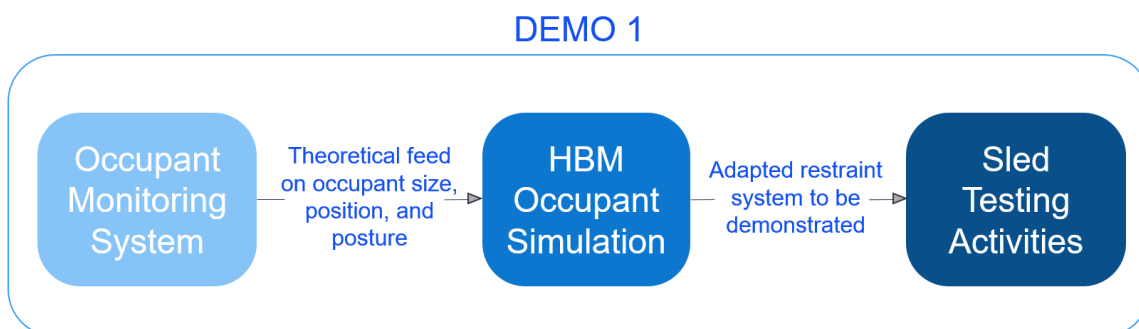 DEMO 1
Occupant
Monitoring
System
Theoretical feed
on occupant size,
position, and
posture
HBM
Occupant
Simulation
Adapted restraint
system to be
demonstrated
Sled
Testing
Activities